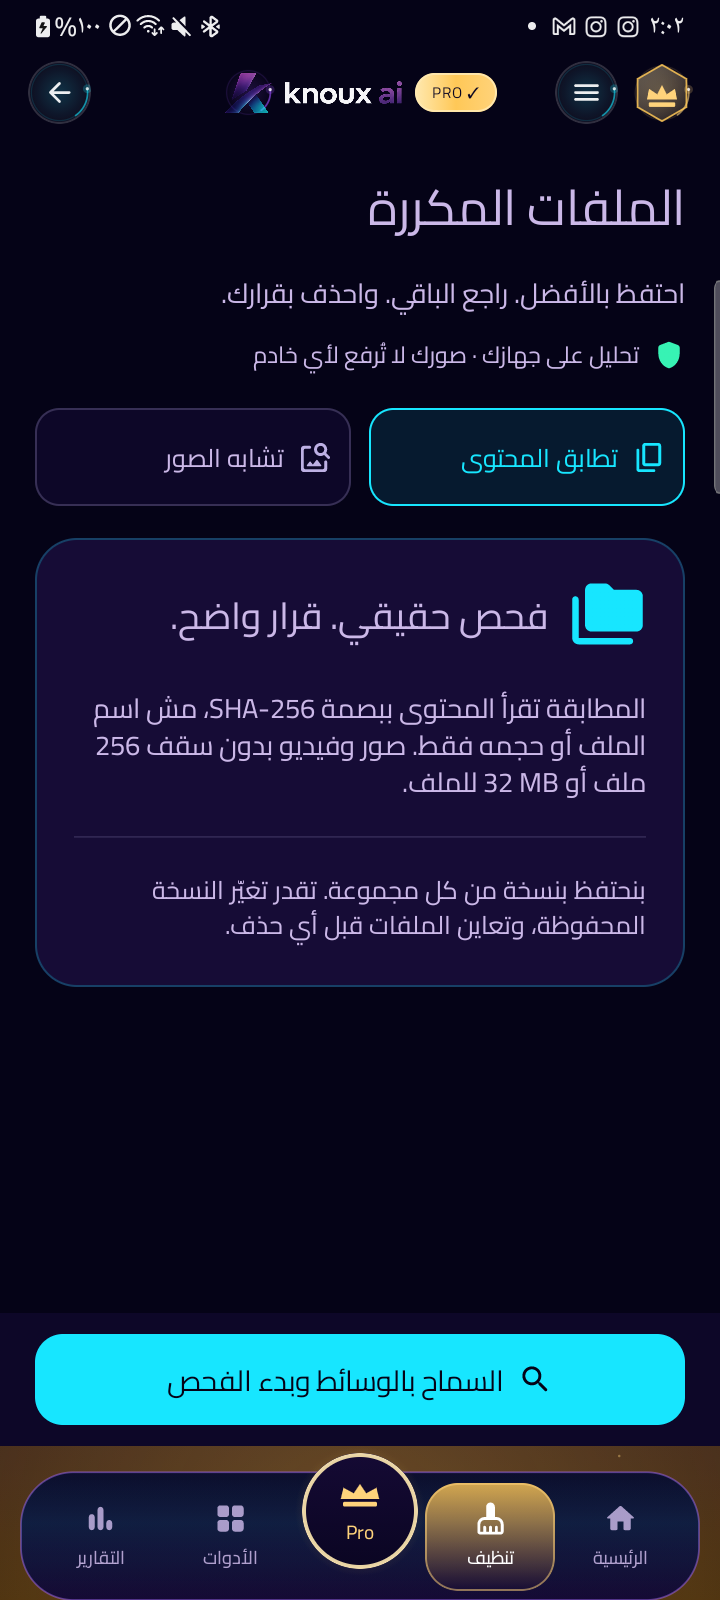 %١٠٠
٢:٠٢
knoux ai
PRO ✓
الملفات المكررة
احتفظ بالأفضل. راجع الباقي. واحذف بقرارك.
تحليل على جهازك · صورك لا تُرفع لأي خادم
تطابق المحتوى
تشابه الصور
فحص حقيقي. قرار واضح.
المطابقة تقرأ المحتوى ببصمة SHA-256، مش اسم
الملف أو حجمه فقط. صور وفيديو بدون سقف 256
ملف أو 32 MB للملف.
بنحتفظ بنسخة من كل مجموعة. تقدر تغيّر النسخة
المحفوظة، وتعاين الملفات قبل أي حذف.
السماح بالوسائط وبدء الفحص
الرئيسية
تنظيف
Pro
الأدوات
التقارير